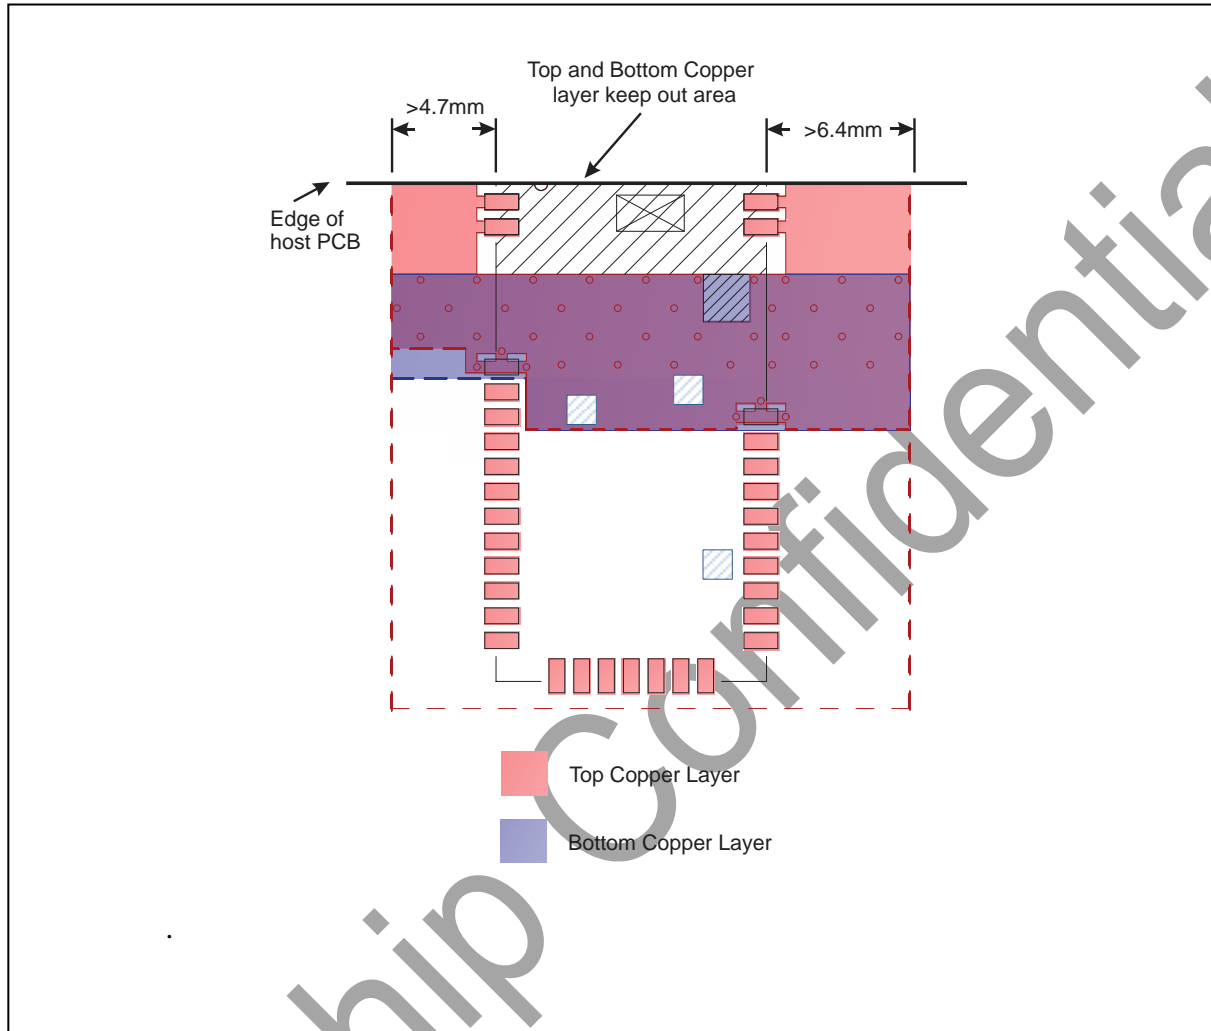 Top and Bottom Copper
layer keep out area
>4.7mm
>6.4mm
Edge of
host PCB
Top Copper Layer
Bottom Copper Layer
hip Confidential